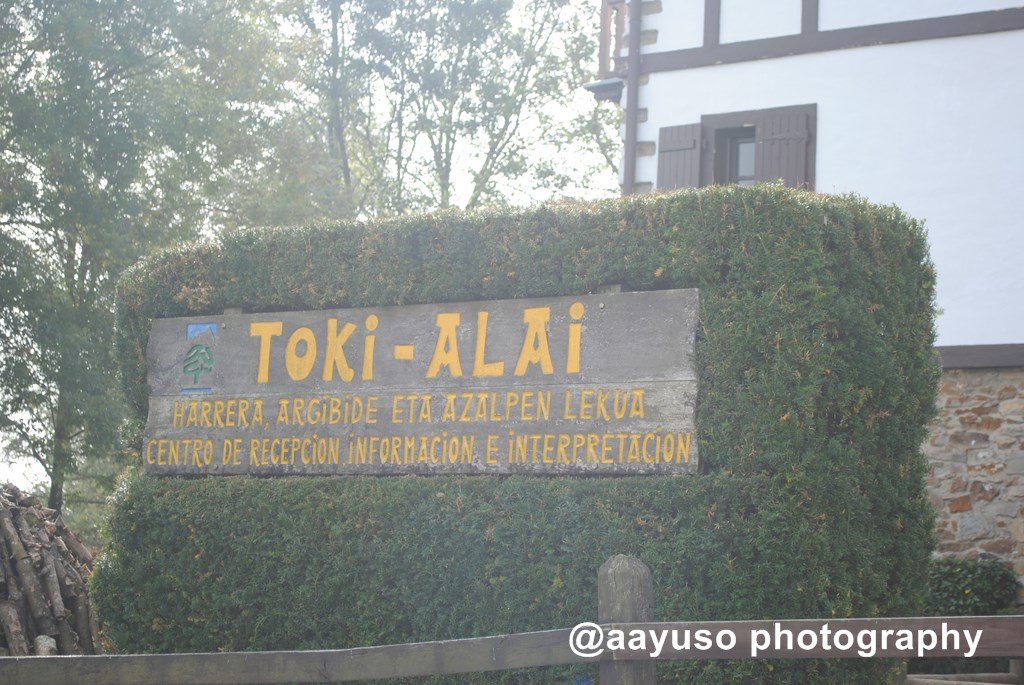 TOKi-ALAi
HARRERA, ARGiBiDE ETA AZALPEN LEKUA
CENTRO DE RECEPCiON iNFORMACiON E iNTERPRETACiON
@aayuso photography